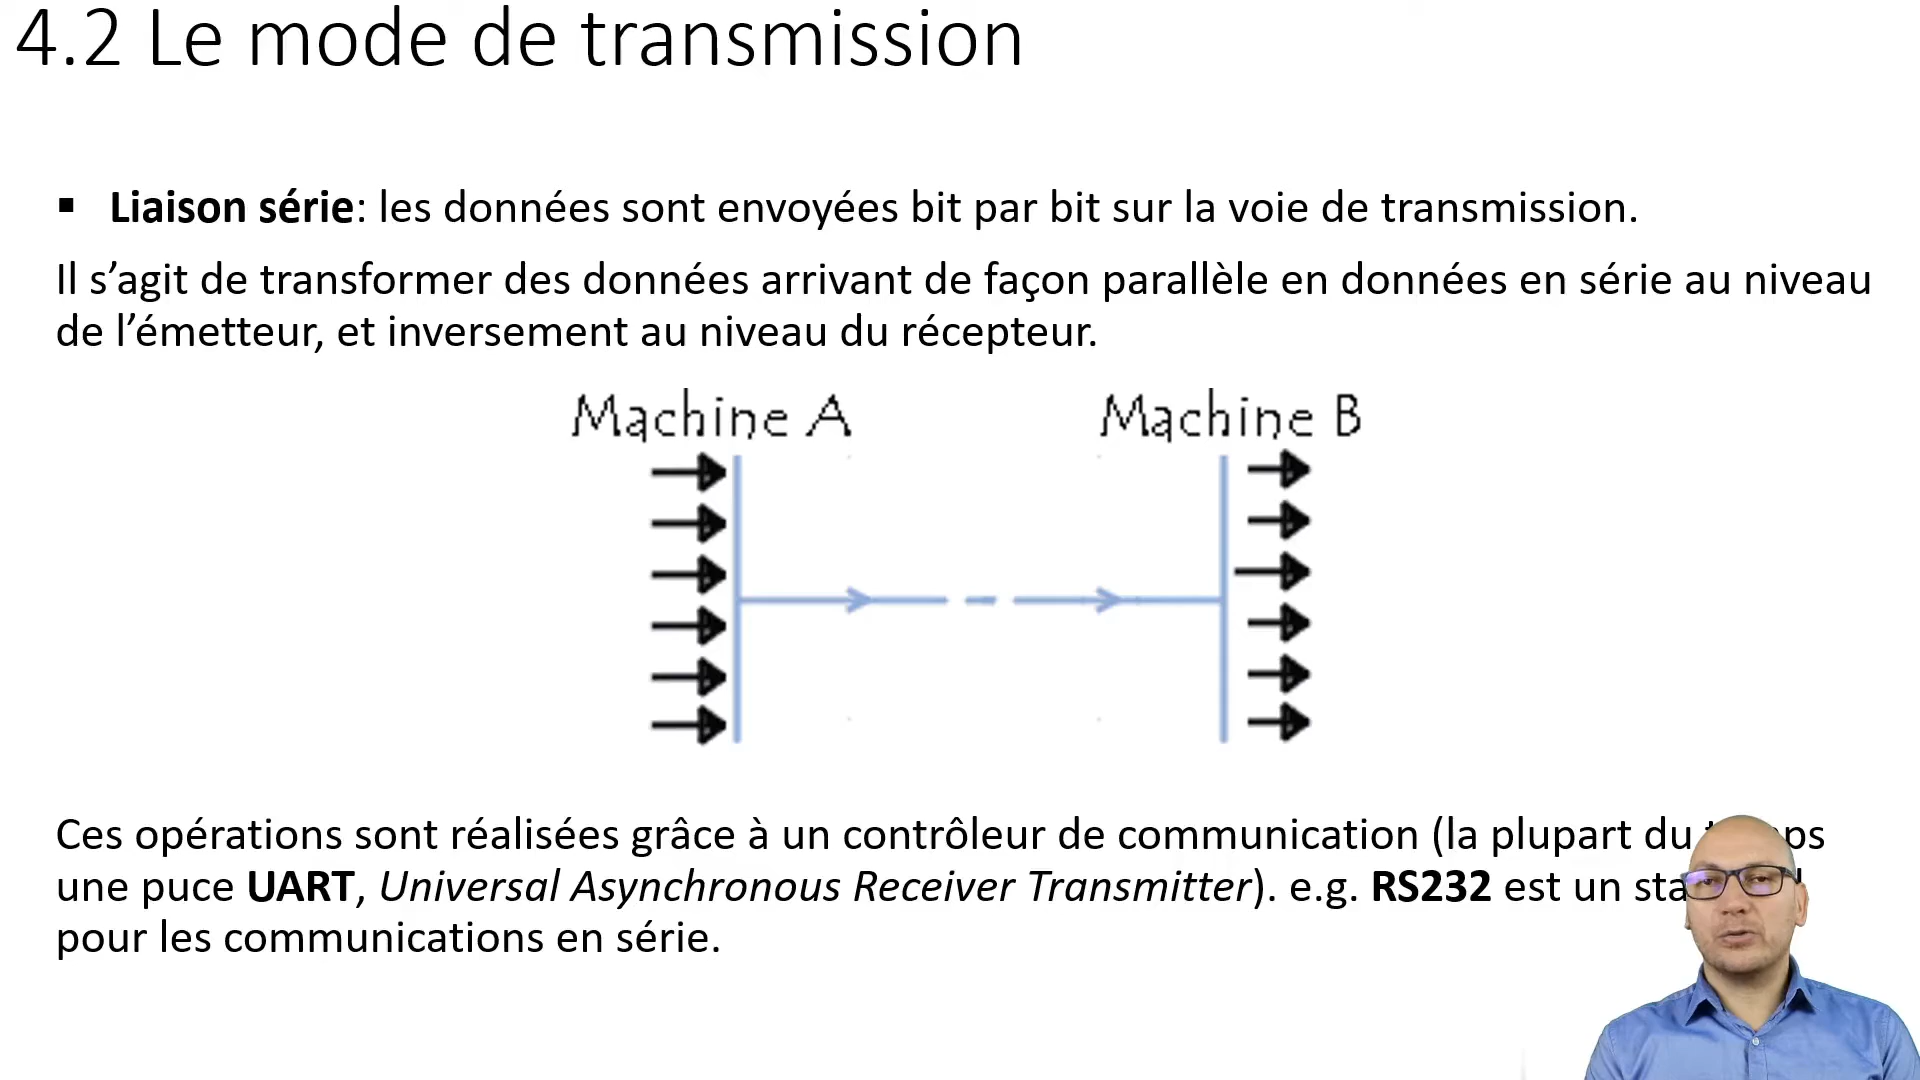 4.2 Le mode de transmission
▪ Liaison série: les données sont envoyées bit par bit sur la voie de transmission.
Il s’agit de transformer des données arrivant de façon parallèle en données en série au niveau
de l’émetteur, et inversement au niveau du récepteur.
Machine A Machine B
Ces opérations sont réalisées grâce à un contrôleur de communication (la plupart du
une puce UART, Universal Asynchronous Receiver Transmitter). e.g. RS232 est un
pour les communications en série.